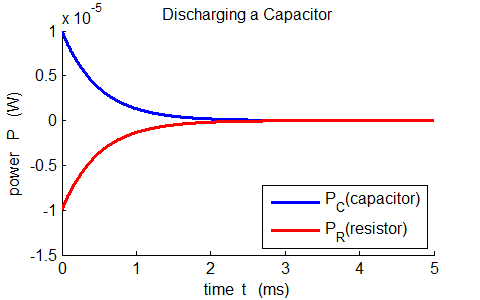 Discharging a Capacitor
x 10^-5
1
0.5
0
-0.5
-1
-1.5
0 1 2 3 4 5
power P (W)
time t (ms)
P_C(capacitor)
P_R(resistor)